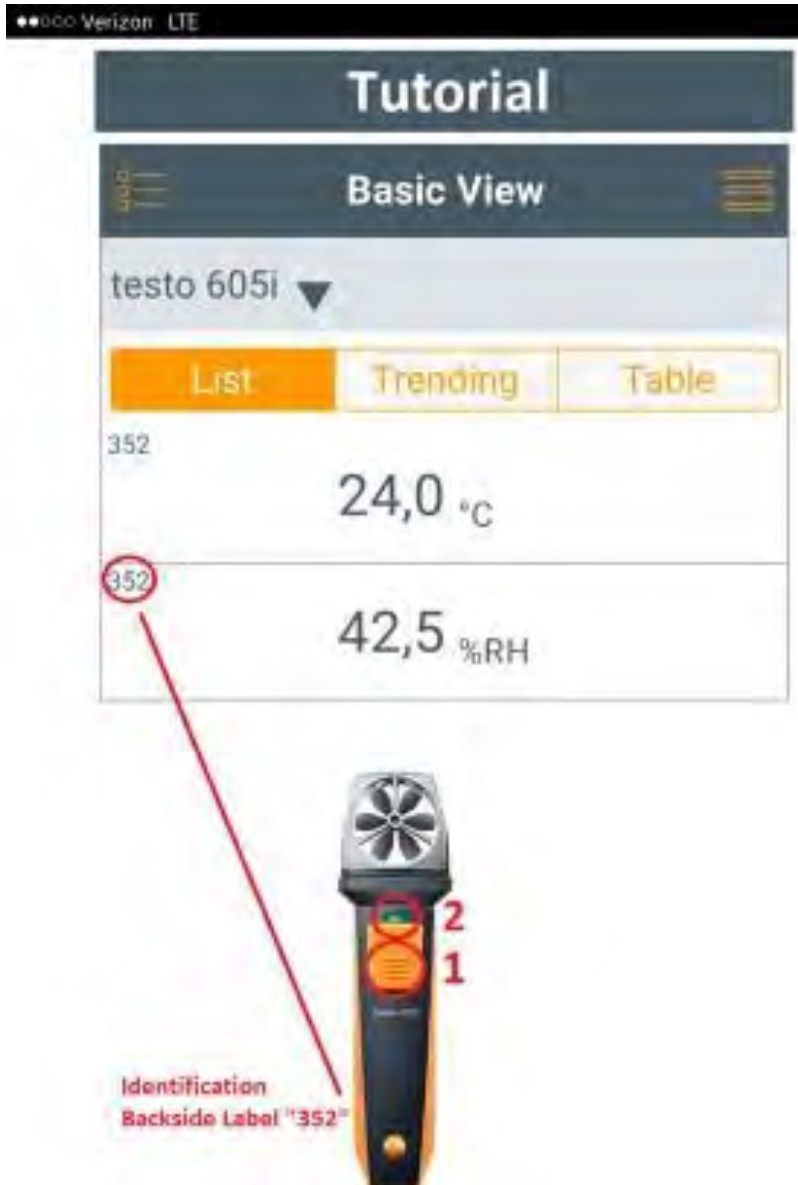 Verizon LTE
Tutorial
Basic View
testo 605i
List Trending Table
352
24,0 °C
352
42,5 %RH
2
1
Identification
Backside Label "352"